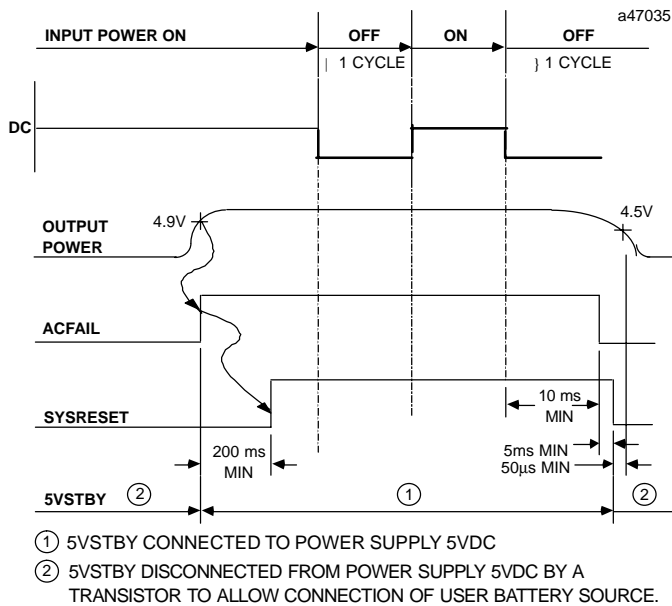 a47035
INPUT POWER ON
OFF
ON
OFF
| 1 CYCLE
} 1 CYCLE
DC
4.9V
4.5V
OUTPUT
POWER
ACFAIL
SYSRESET
10 ms
MIN
200 ms
MIN
5ms MIN
50µs MIN
5VSTBY
2
1
2
1 5VSTBY CONNECTED TO POWER SUPPLY 5VDC
2 5VSTBY DISCONNECTED FROM POWER SUPPLY 5VDC BY A
TRANSISTOR TO ALLOW CONNECTION OF USER BATTERY SOURCE.